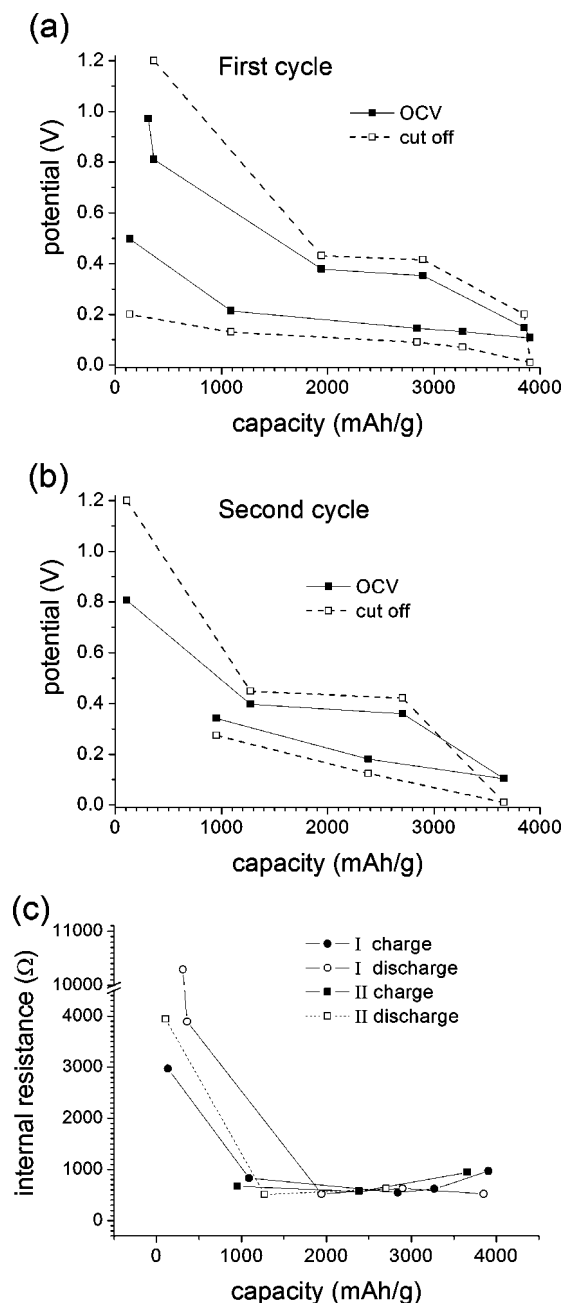 (a)
First cycle
OCV
cut off
potential (V)
1.2
1.0
0.8
0.6
0.4
0.2
0.0
0
1000
2000
3000
4000
capacity (mAh/g)
(b)
Second cycle
OCV
cut off
potential (V)
1.2
1.0
0.8
0.6
0.4
0.2
0.0
0
1000
2000
3000
4000
capacity (mAh/g)
(c)
I charge
I discharge
II charge
II discharge
internal resistance (Ω)
11000
10000
4000
3000
2000
1000
0
0
1000
2000
3000
4000
capacity (mAh/g)